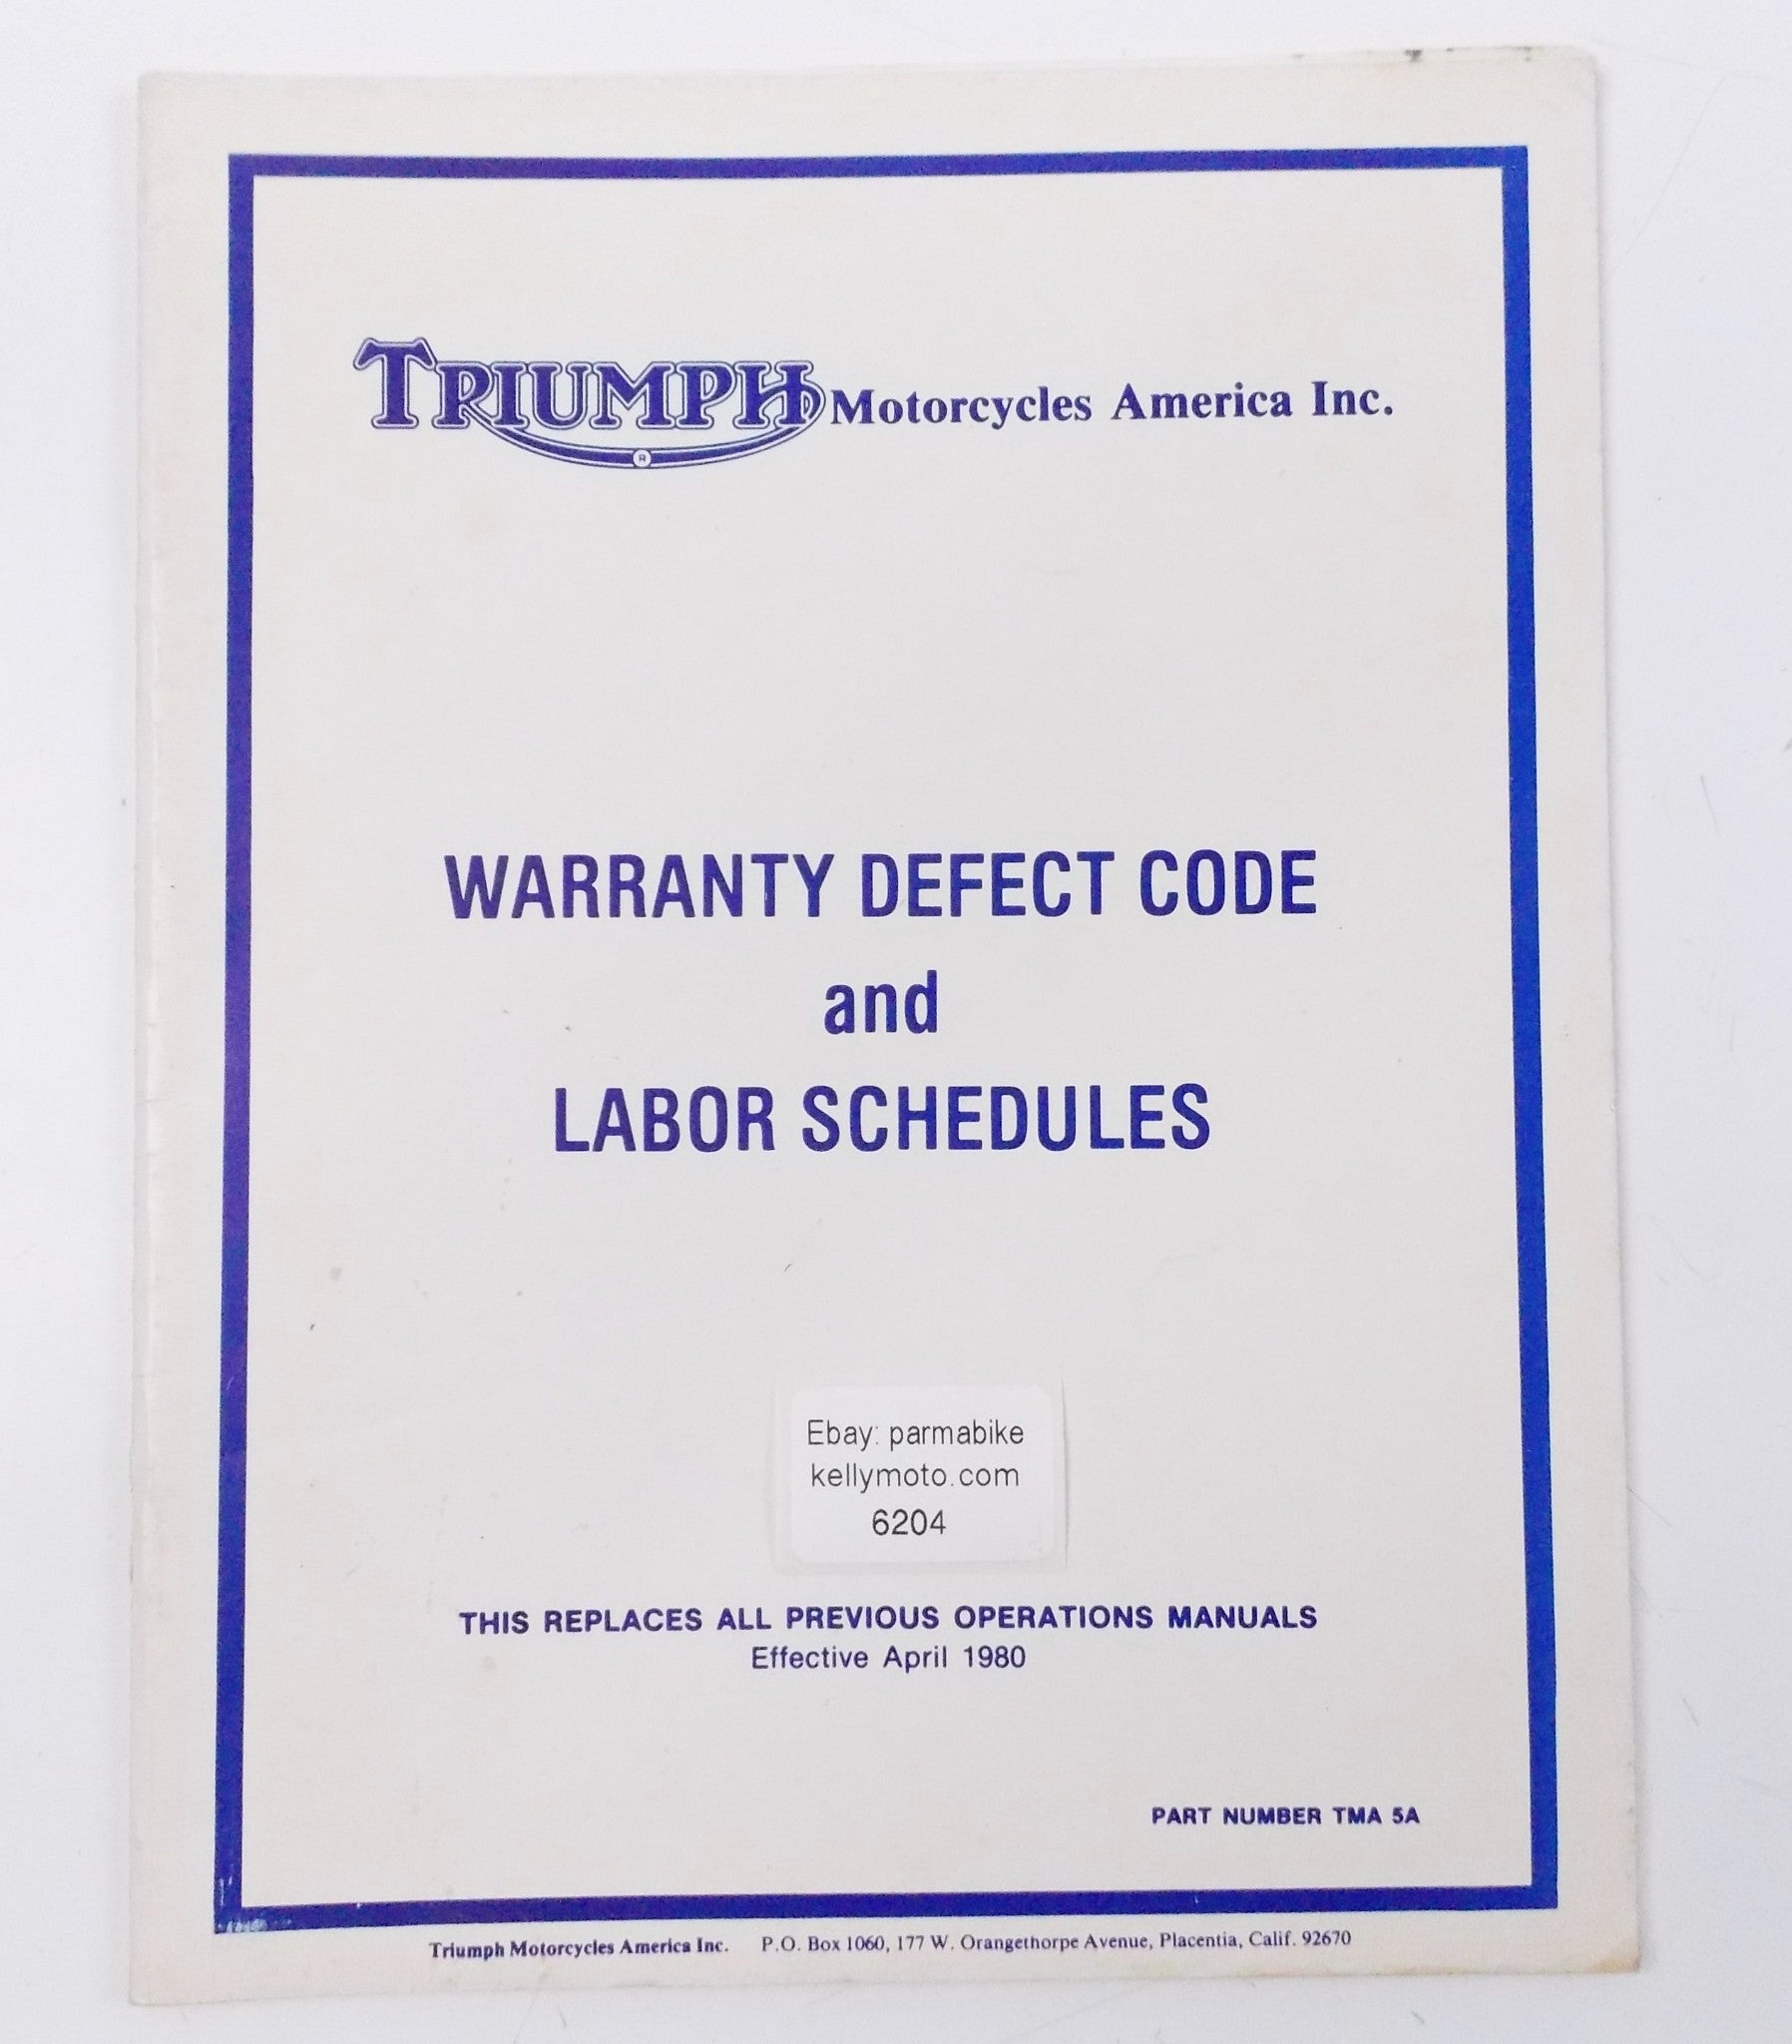 TRIUMPH Motorcycles America Inc.
R
WARRANTY DEFECT CODE
and
LABOR SCHEDULES
Ebay: parmabike
kellymoto.com
6204
THIS REPLACES ALL PREVIOUS OPERATIONS MANUALS
Effective April 1980
PART NUMBER TMA 5A
Triumph Motorcycles America Inc. P.O. Box 1060, 177 W. Orangethorpe Avenue, Placentia, Calif. 92670